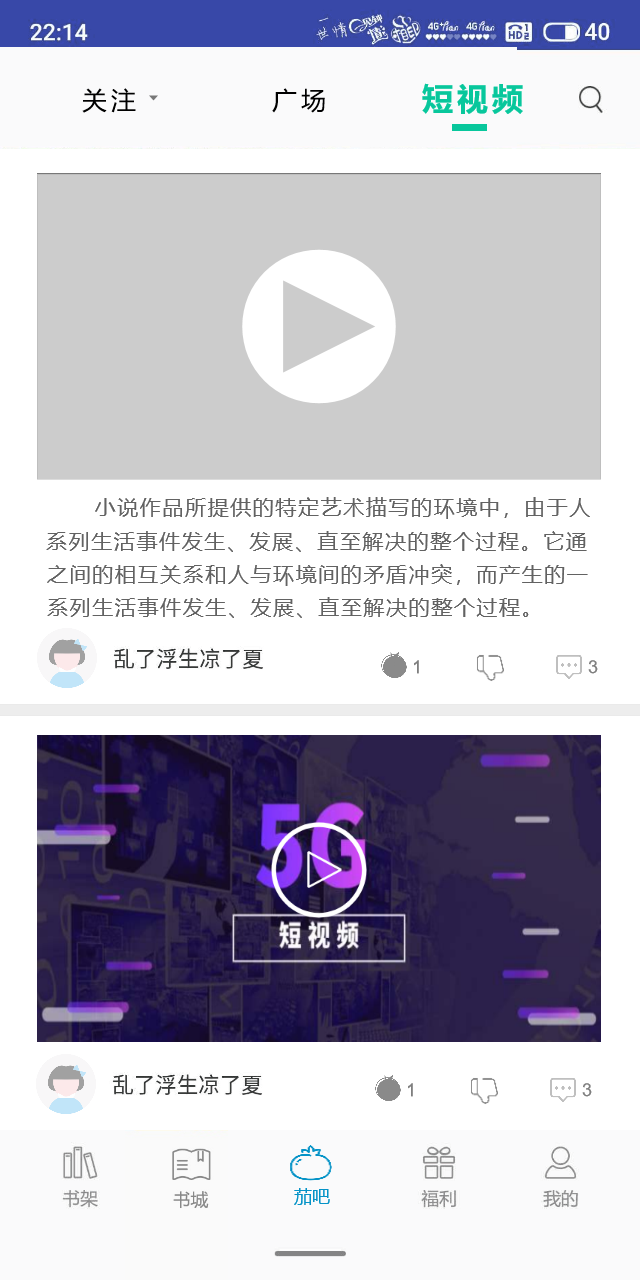 22:14
40
关注
广场
短视频
小说作品所提供的特定艺术描写的环境中，由于人
系列生活事件发生、发展、直至解决的整个过程。它通
之间的相互关系和人与环境间的矛盾冲突，而产生的一
系列生活事件发生、发展、直至解决的整个过程。
乱了浮生凉了夏
1
3
5G
短视频
乱了浮生凉了夏
1
3
书架
书城
茄吧
福利
我的